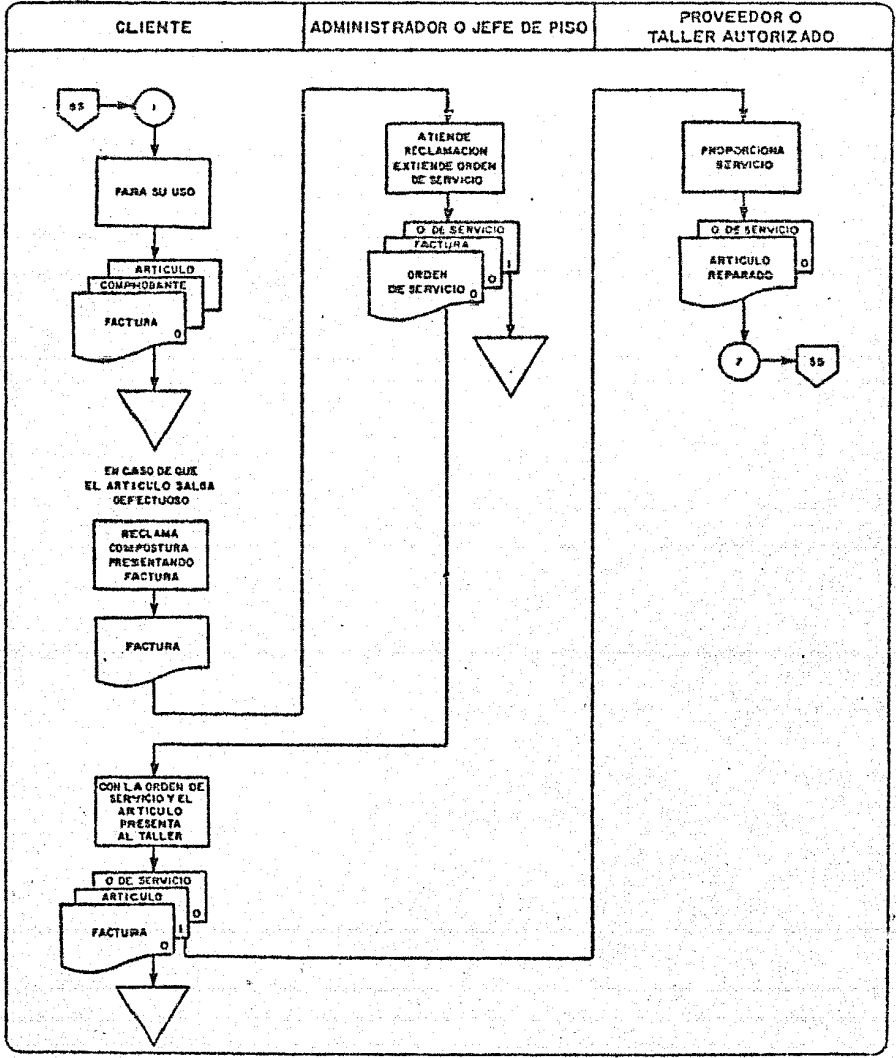 CLIENTE
ADMINISTRADOR O JEFE DE PISO
PROVEEDOR O
TALLER AUTORIZADO
1
PARA SU USO
ARTICULO
COMPROBANTE
FACTURA
0
EN CASO DE QUE
EL ARTICULO SALGA
DEFECTUOSO
RECLAMA
COMPOSTURA
PRESENTANDO
FACTURA
FACTURA
CON LA ORDEN DE
SERVICIO Y EL
ARTICULO
PRESENTA
AL TALLER
O DE SERVICIO
0
ARTICULO
1
FACTURA
0
ATIENDE
RECLAMACION
EXTIENDE ORDEN
DE SERVICIO
O. DE SERVICIO
1
FACTURA
0
ORDEN
DE SERVICIO
0
PROPORCIONA
SERVICIO
O. DE SERVICIO
0
ARTICULO
REPARADO
2